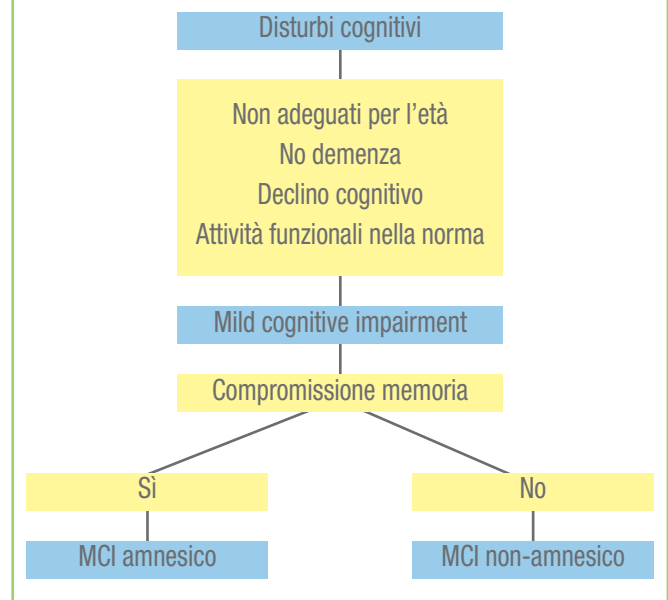 Disturbi cognitivi
Non adeguati per l'età
No demenza
Declino cognitivo
Attività funzionali nella norma
Mild cognitive impairment
Compromissione memoria
Sì
No
MCI amnesico
MCI non-amnesico